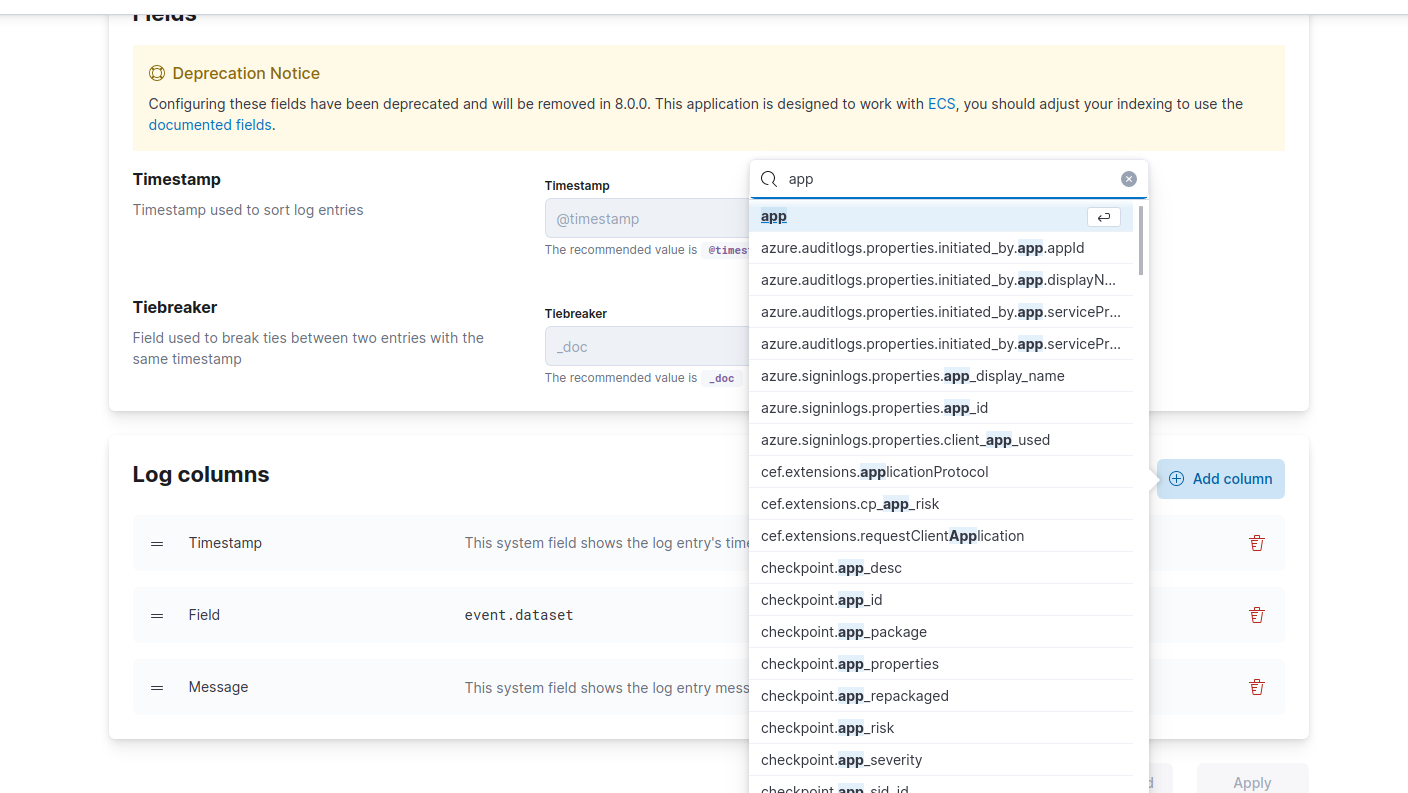 Fields
Deprecation Notice
Configuring these fields have been deprecated and will be removed in 8.0.0. This application is designed to work with ECS, you should adjust your indexing to use the
documented fields.
Timestamp
Timestamp used to sort log entries
Timestamp
@timestamp
The recommended value is @times
Tiebreaker
Field used to break ties between two entries with the
same timestamp
Tiebreaker
_doc
The recommended value is _doc
app
app
azure.auditlogs.properties.initiated_by.app.appId
azure.auditlogs.properties.initiated_by.app.displayN...
azure.auditlogs.properties.initiated_by.app.servicePr...
azure.auditlogs.properties.initiated_by.app.servicePr...
azure.signinlogs.properties.app_display_name
azure.signinlogs.properties.app_id
azure.signinlogs.properties.client_app_used
cef.extensions.applicationProtocol
cef.extensions.cp_app_risk
cef.extensions.requestClientApplication
checkpoint.app_desc
checkpoint.app_id
checkpoint.app_package
checkpoint.app_properties
checkpoint.app_repackaged
checkpoint.app_risk
checkpoint.app_severity
checkpoint.app_sid_id
Log columns
Add column
Timestamp
This system field shows the log entry's time
Field
event.dataset
Message
This system field shows the log entry mess
d
Apply